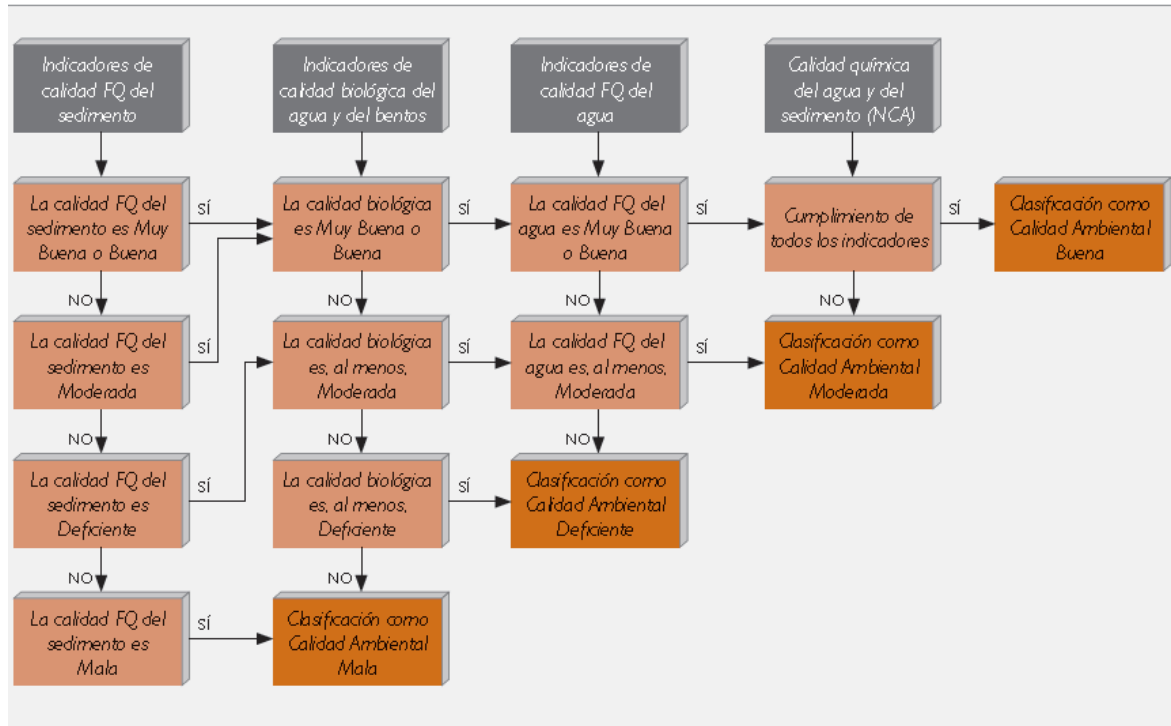 Indicadores de
calidad FQ del
sedimento
Indicadores de
calidad biológica del
agua y del bentos
Indicadores de
calidad FQ del
agua
Calidad química
del agua y del
sedimento (NCA)
La calidad FQ del
sedimento es Muy
Buena o Buena
SÍ
La calidad biológica
es Muy Buena o
Buena
SÍ
La calidad FQ del
agua es Muy Buena
o Buena
SÍ
Cumplimiento de
todos los indicadores
SÍ
Clasificación como
Calidad Ambiental
Buena
NO
NO
NO
NO
La calidad FQ del
sedimento es
Moderada
SÍ
La calidad biológica
es, al menos,
Moderada
SÍ
La calidad FQ del
agua es, al menos,
Moderada
SÍ
Clasificación como
Calidad Ambiental
Moderada
NO
NO
NO
La calidad FQ del
sedimento es
Deficiente
SÍ
La calidad biológica
es, al menos,
Deficiente
SÍ
Clasificación como
Calidad Ambiental
Deficiente
NO
NO
La calidad FQ del
sedimento es
Mala
SÍ
Clasificación como
Calidad Ambiental
Mala